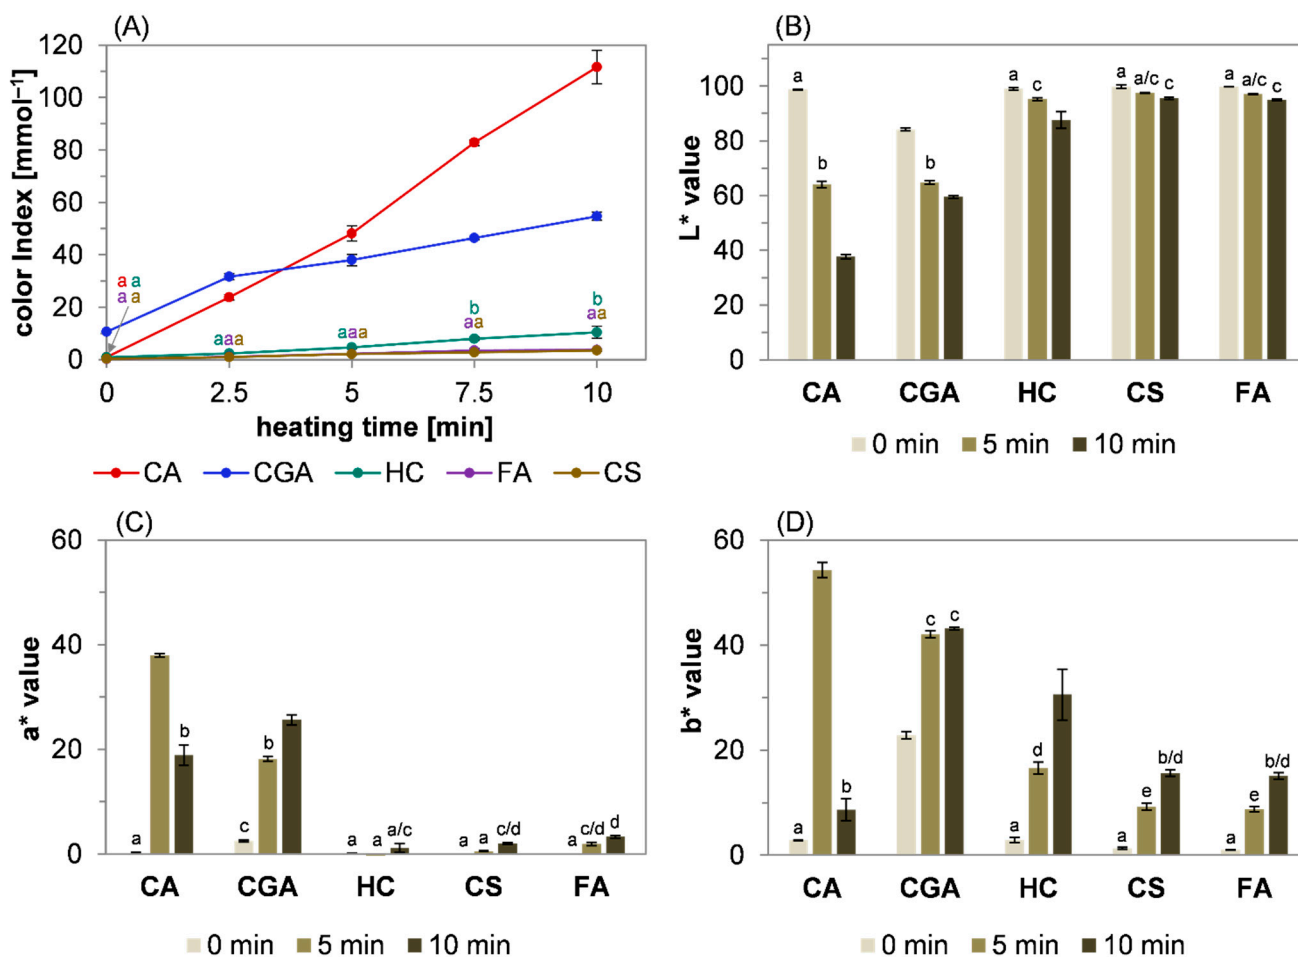 (A)
color Index [mmol⁻¹]
120
100
80
60
40
20
0
a a
a a
aaa
aaa
b
aa
b
aa
0 2.5 5 7.5 10
heating time [min]
CA CGA HC FA CS
(B)
L* value
100
80
60
40
20
0
a b
b
a c
a a/c c
a a/c c
CA CGA HC CS FA
0 min 5 min 10 min
(C)
a* value
60
40
20
0
a b
c b
a a a/c
a a c/d
a c/d d
CA CGA HC CS FA
0 min 5 min 10 min
(D)
b* value
60
40
20
0
a b
c c
a d
a e b/d
a e b/d
CA CGA HC CS FA
0 min 5 min 10 min